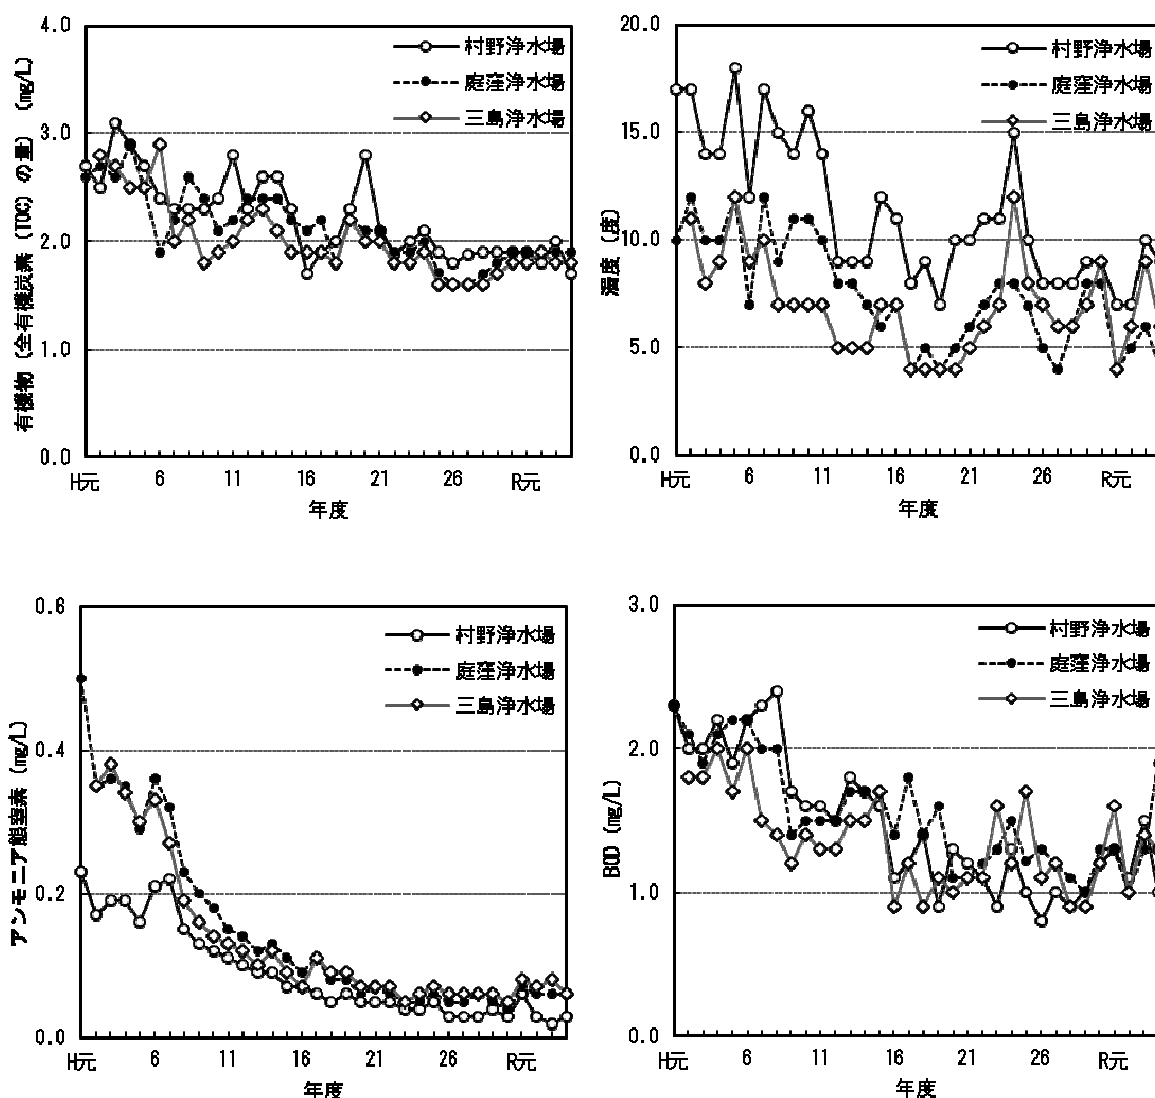 4.0
3.0
2.0
1.0
0.0
有機物（全有機炭素（TOC）の量）（mg/L）
村野浄水場
庭窪浄水場
三島浄水場
H元 6 11 16 21 26 R元
年度
20.0
15.0
10.0
5.0
0.0
濁度（度）
村野浄水場
庭窪浄水場
三島浄水場
H元 6 11 16 21 26 R元
年度
0.6
0.4
0.2
0.0
アンモニア態窒素（mg/L）
村野浄水場
庭窪浄水場
三島浄水場
H元 6 11 16 21 26 R元
年度
3.0
2.0
1.0
0.0
BOD（mg/L）
村野浄水場
庭窪浄水場
三島浄水場
H元 6 11 16 21 26 R元
年度